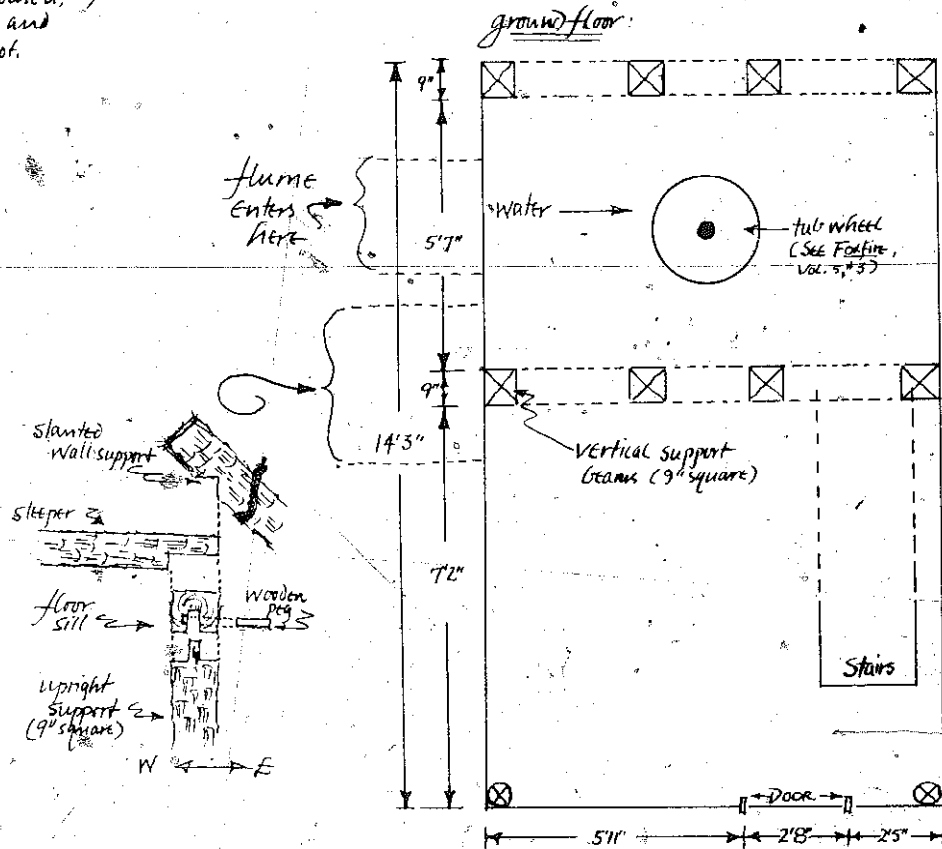 and
ot.
ground floor:
9"
flume
enters
here
5'7"
water
tub wheel
(SEE Foxfire,
Vol. 5, #3)
9"
14'3"
vertical support
beams (9" square)
slanted
wall support
sleeper
7'2"
floor
sill
wooden
peg
upright
support
(9" square)
W E
Stairs
DOOR
5'11" 2'8" 2'5"